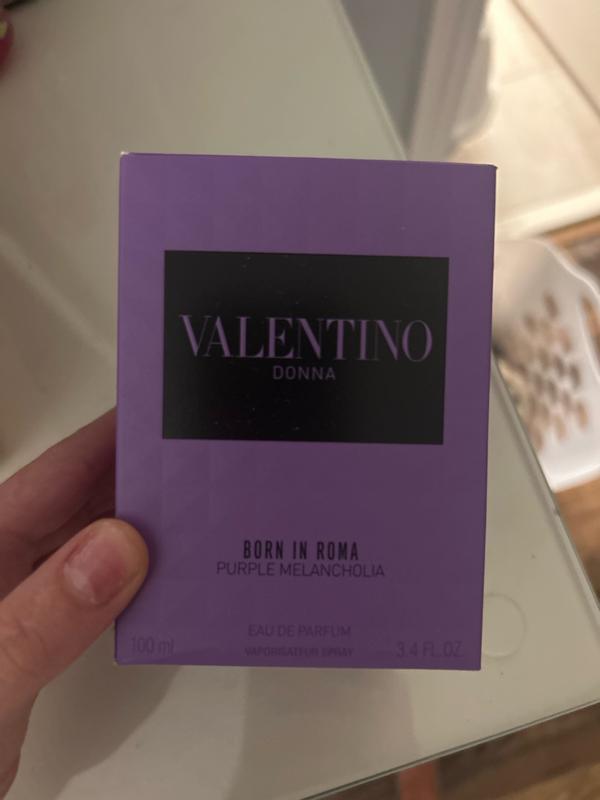 VALENTINO
DONNA
BORN IN ROMA
PURPLE MELANCHOLIA
EAU DE PARFUM
100 ml VAPORISATEUR SPRAY 3.4 FL.OZ.